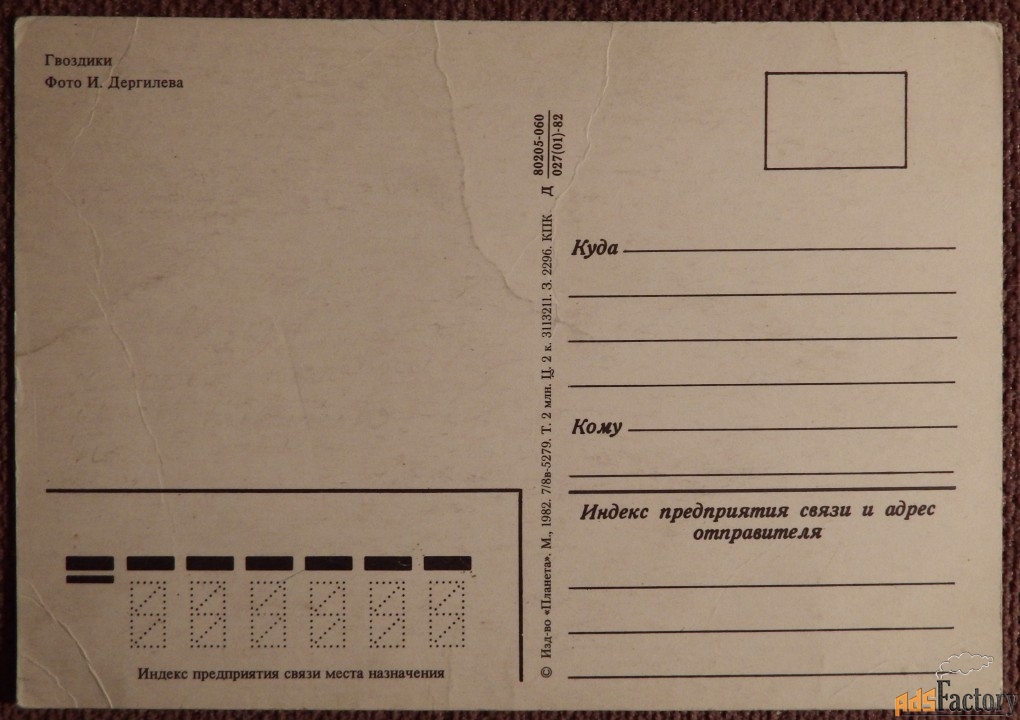 Гвоздики
Фото И. Дергилева
© Изд-во «Планета». М., 1982. 7/8в-5279. Т. 2 млн. Ц. 2 к. 3113211. З. 2296. КПК Д 80205-060
027(01)-82
Куда
Кому
Индекс предприятия связи и адрес
отправителя
Индекс предприятия связи места назначения
AdsFactory